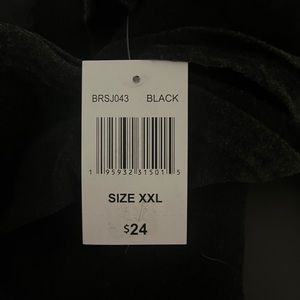 BRSJ043 BLACK
1 95932 31501 5
SIZE XXL
$24